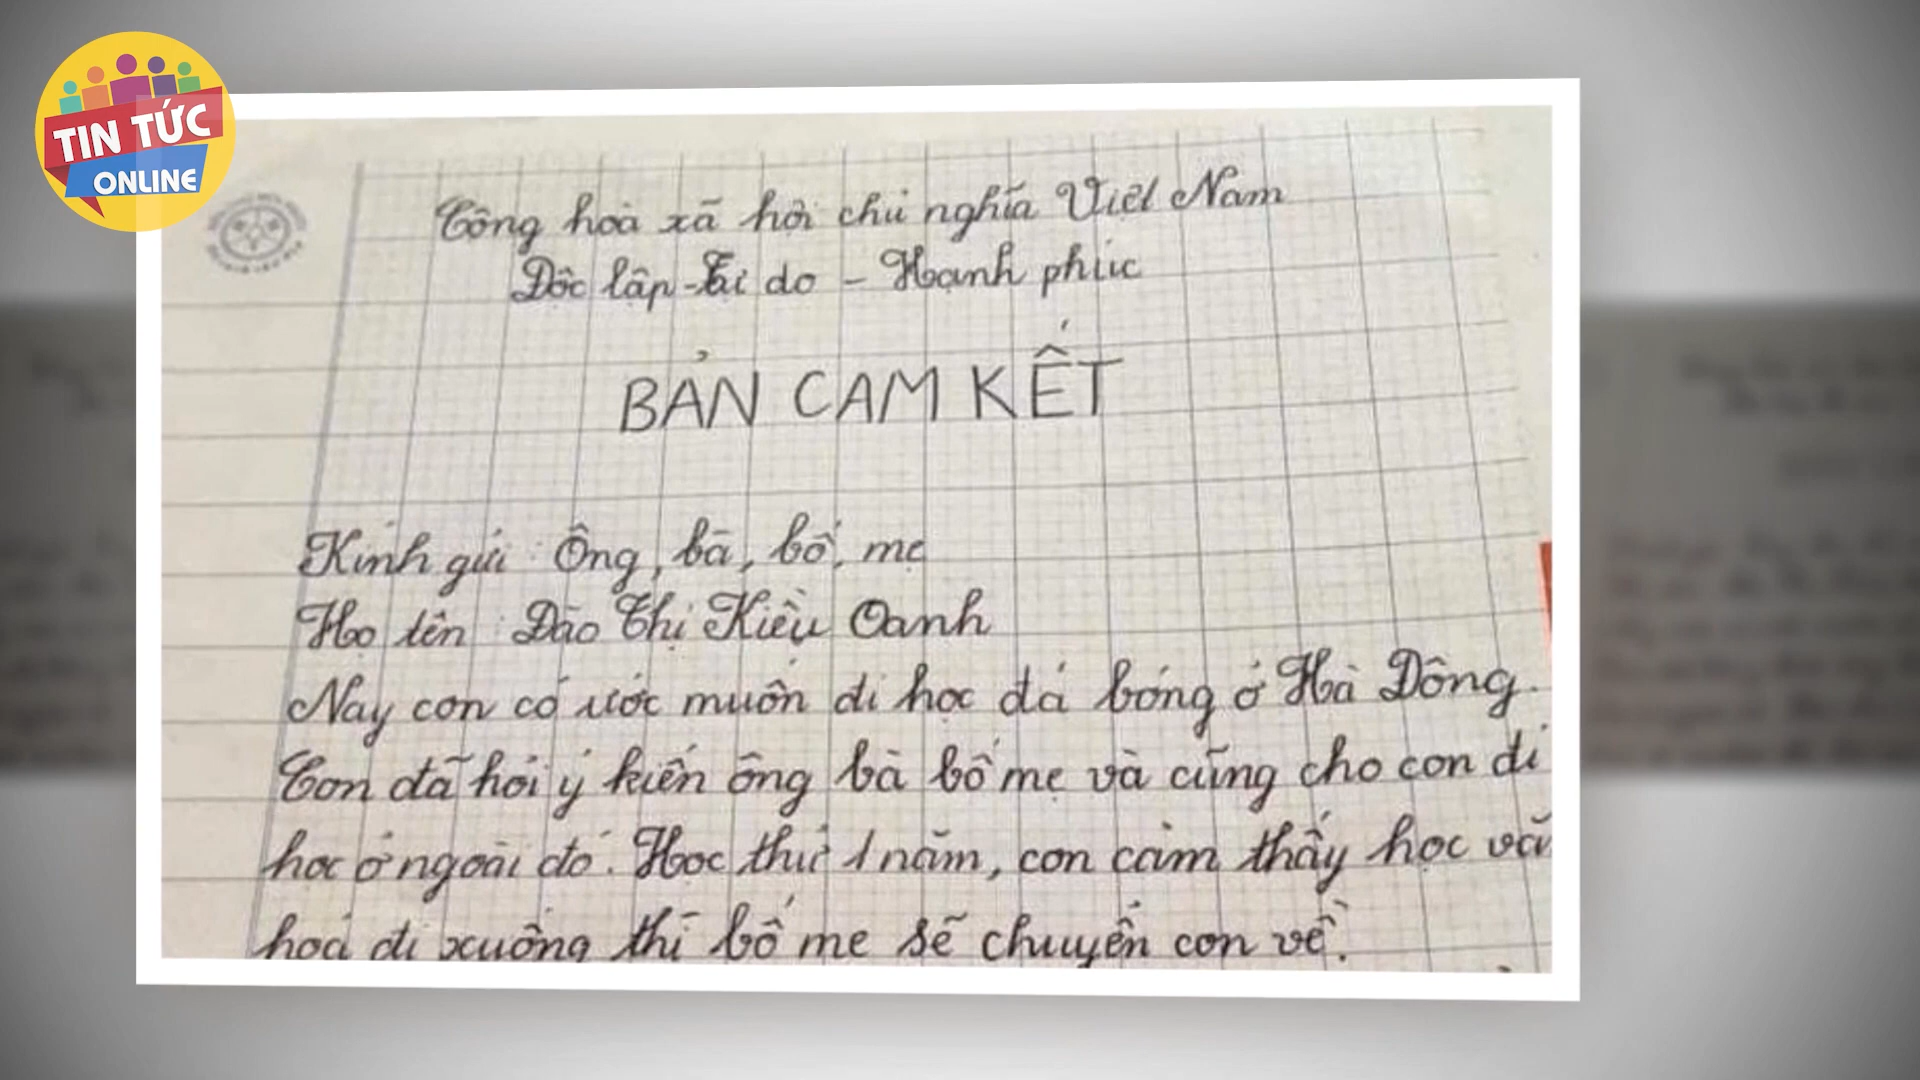 TIN TỨC
ONLINE
Công hoà xã hội chủ nghĩa Việt Nam
Độc lập - Tự do - Hạnh phúc
BẢN CAM KẾT
Kính gửi: Ông, bà, bố, mẹ
Họ tên: Đào Thị Kiều Oanh
Nay con có ước muốn đi học đá bóng ở Hà Đông.
Con đã hỏi ý kiến ông bà bố mẹ và cũng cho con đi
học ở ngoài đó. Học thử 1 năm, con cảm thấy học văn
hoá đi xuống thì bố mẹ sẽ chuyển con về.